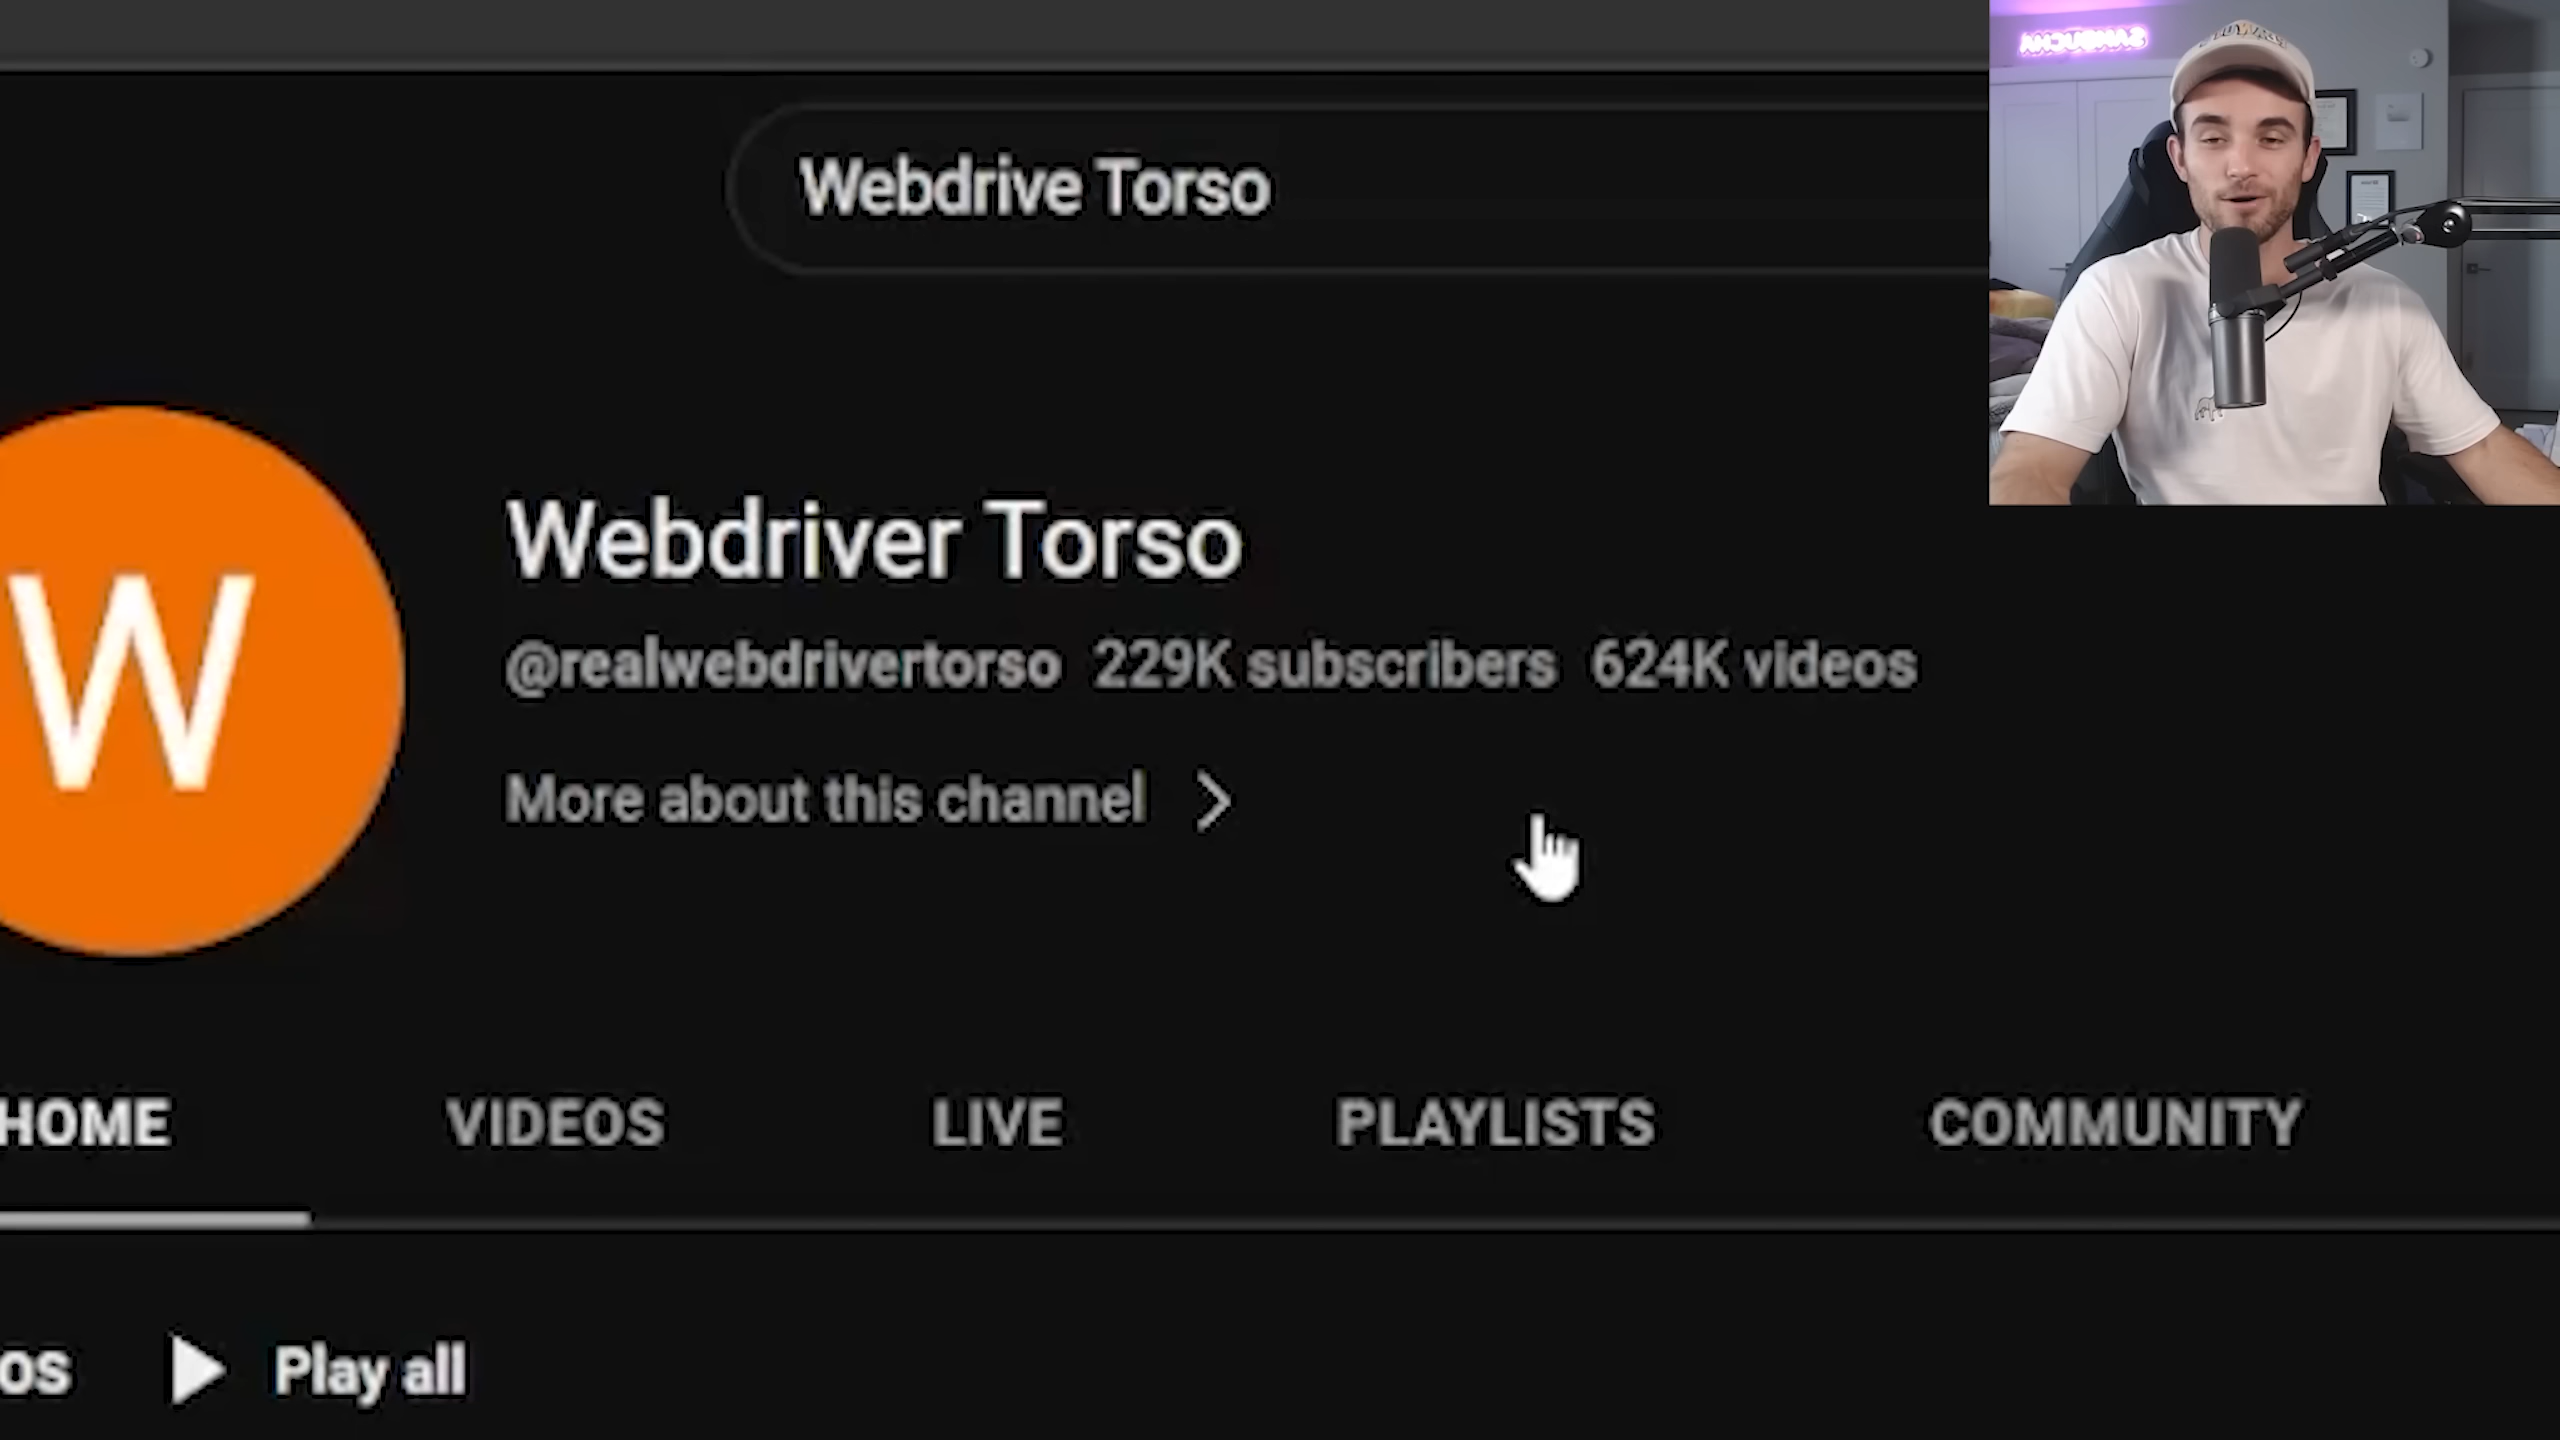 Webdrive Torso
W
Webdriver Torso
@realwebdrivertorso 229K subscribers 624K videos
More about this channel
HOME VIDEOS LIVE PLAYLISTS COMMUNITY
OS Play all